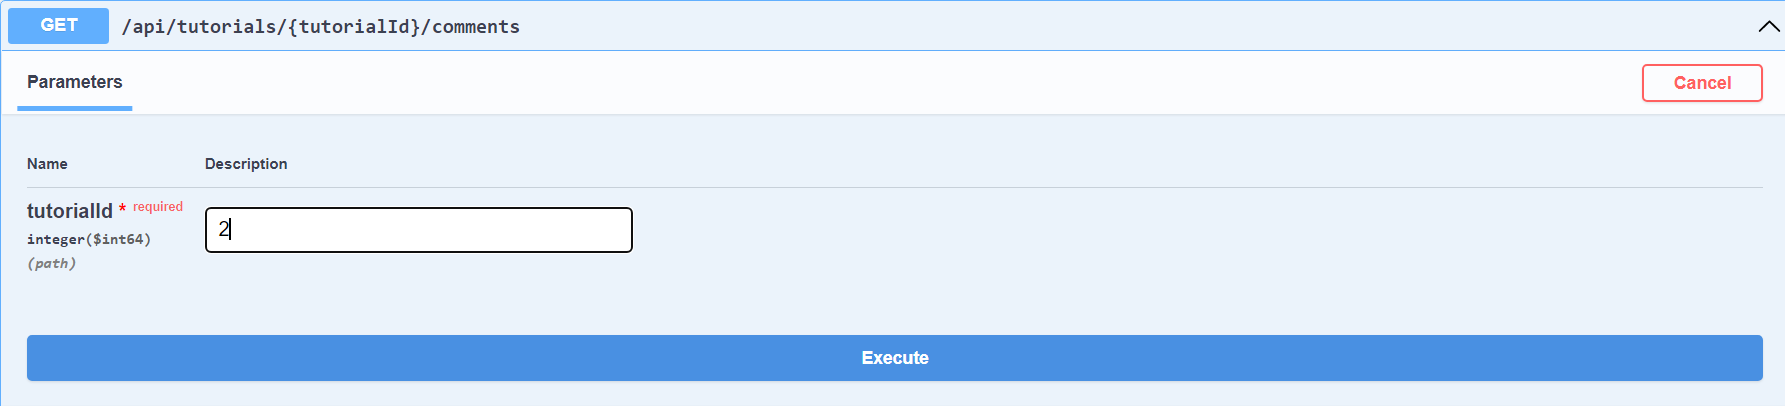 GET /api/tutorials/{tutorialId}/comments
Parameters
Cancel
Name Description
tutorialId * required
integer($int64)
(path)
2
Execute